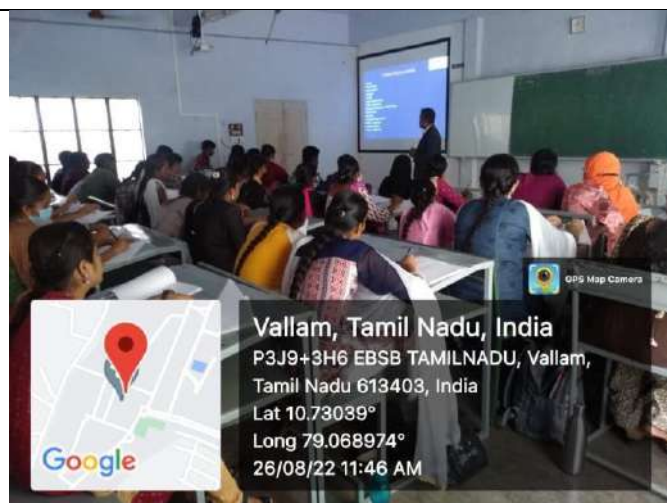 GPS Map Camera
Vallam, Tamil Nadu, India
P3J9+3H6 EBSB TAMILNADU, Vallam,
Tamil Nadu 613403, India
Lat 10.73039°
Long 79.068974°
26/08/22 11:46 AM
Google